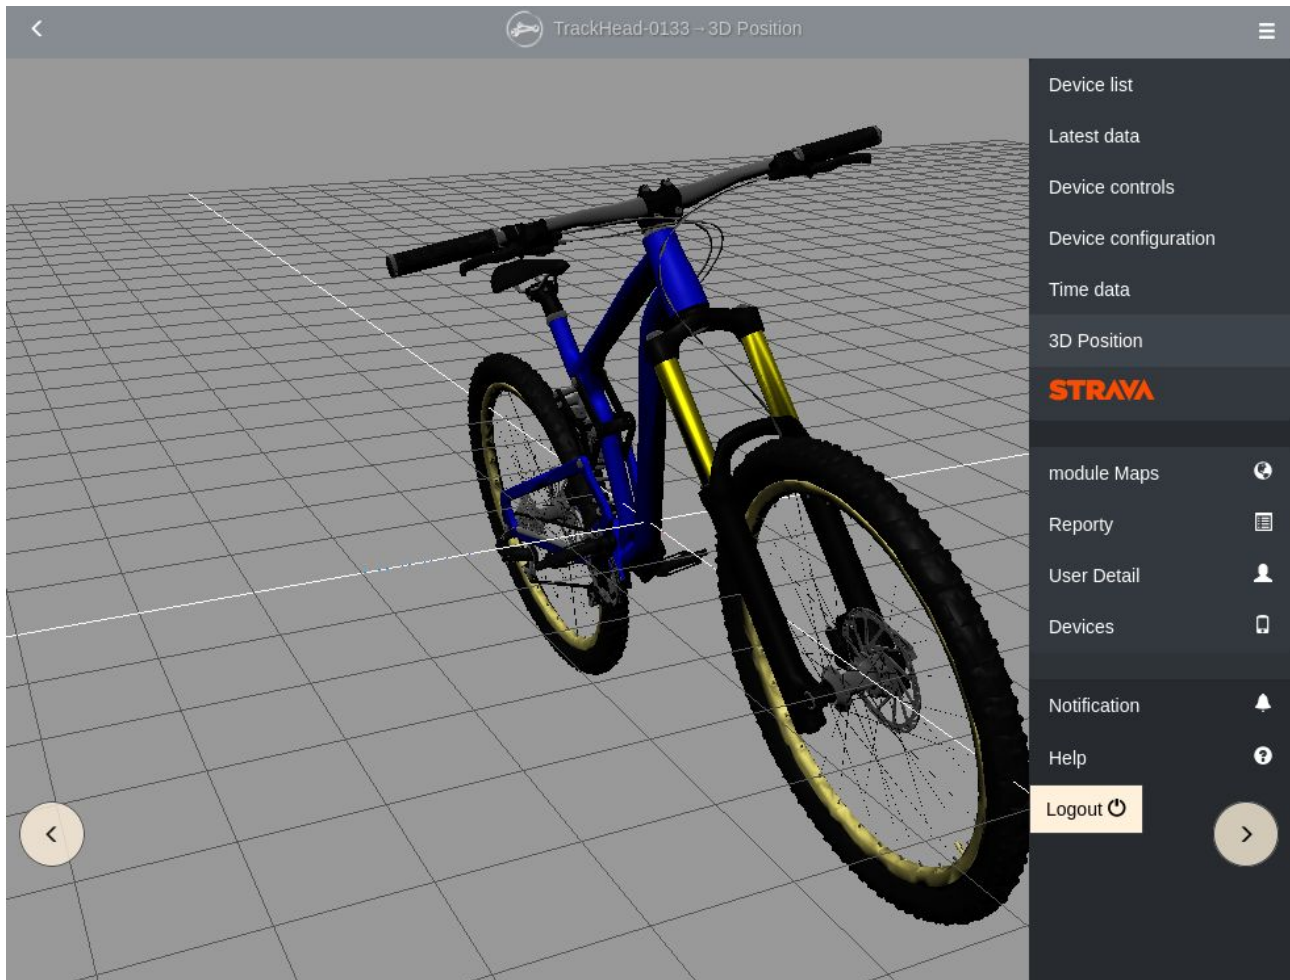 TrackHead-0133→3D Position
Device list
Latest data
Device controls
Device configuration
Time data
3D Position
STRAVA
module Maps
Reporty
User Detail
Devices
Notification
Help
Logout